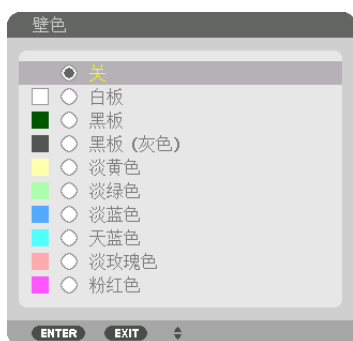 壁色
关
白板
黑板
黑板 (灰色)
淡黄色
淡绿色
淡蓝色
天蓝色
淡玫瑰色
粉红色
ENTER EXIT